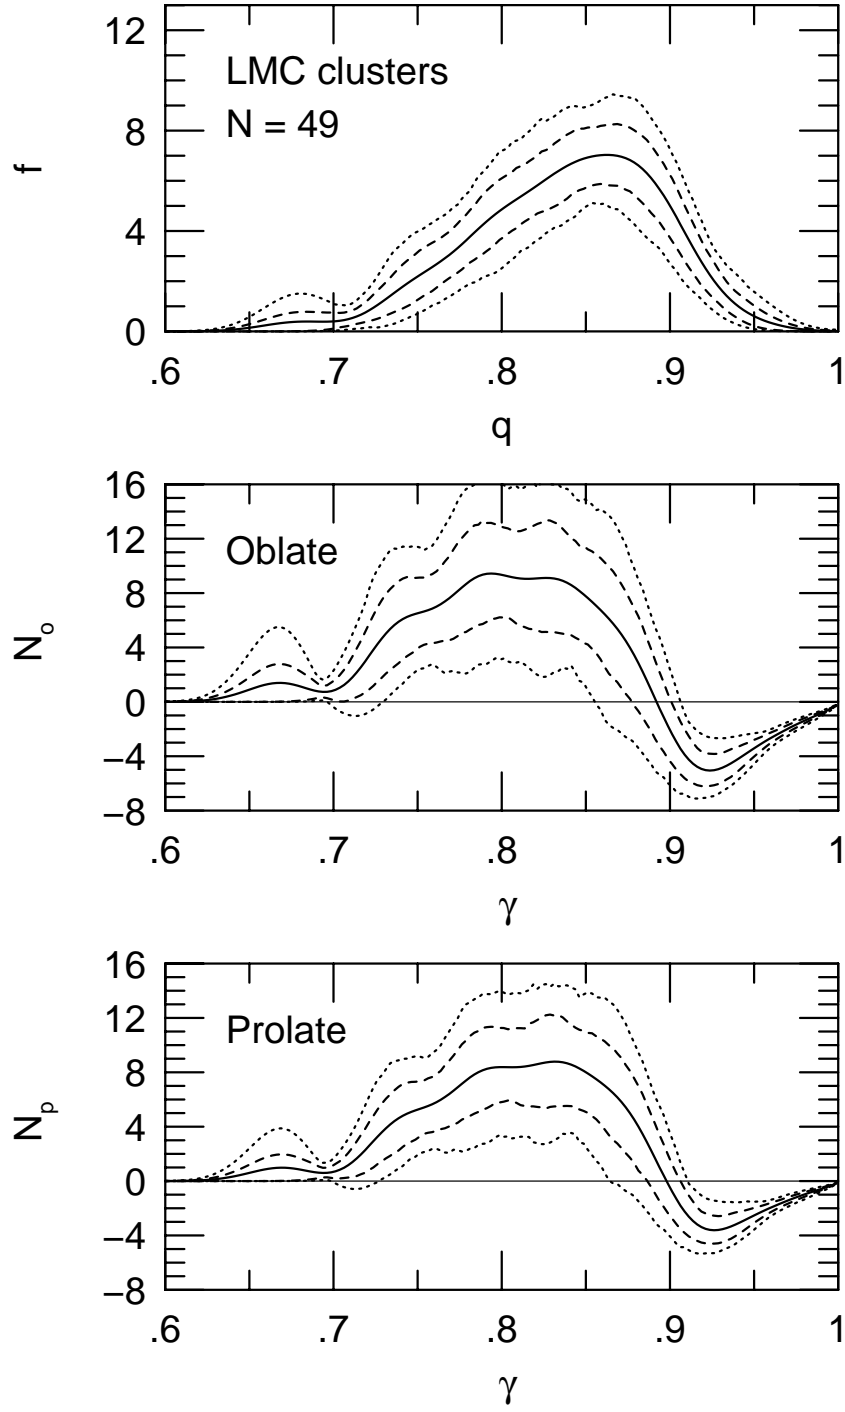 12
8
4
0
f
LMC clusters
N = 49
.6 .7 .8 .9 1
q
16
12
8
4
0
−4
−8
N_o
Oblate
.6 .7 .8 .9 1
γ
16
12
8
4
0
−4
−8
N_p
Prolate
.6 .7 .8 .9 1
γ